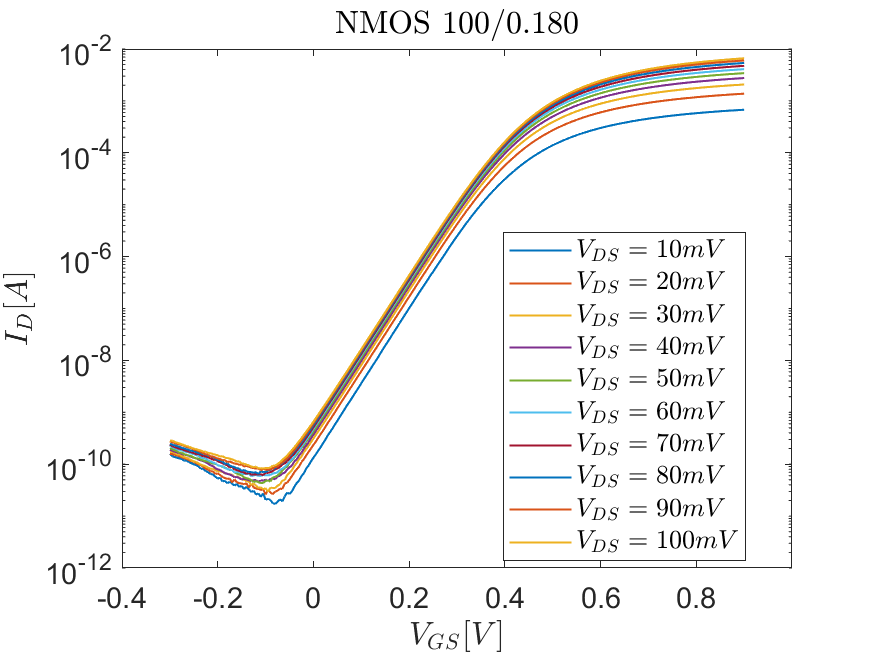 NMOS 100/0.180
10^-2
10^-4
10^-6
10^-8
10^-10
10^-12
I_D[A]
V_DS = 10mV
V_DS = 20mV
V_DS = 30mV
V_DS = 40mV
V_DS = 50mV
V_DS = 60mV
V_DS = 70mV
V_DS = 80mV
V_DS = 90mV
V_DS = 100mV
-0.4 -0.2 0 0.2 0.4 0.6 0.8
V_GS[V]